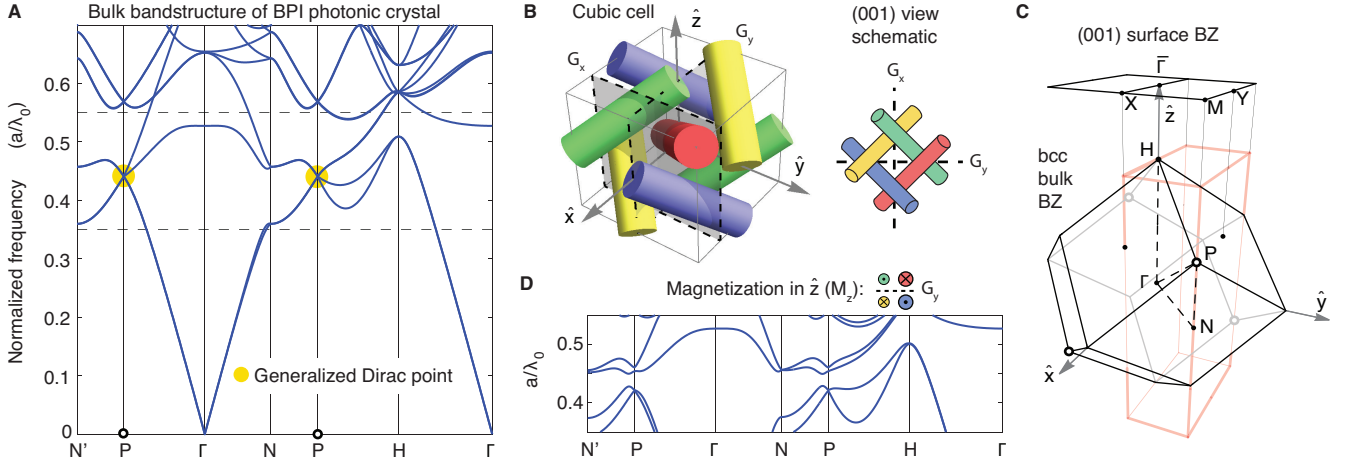 A
Bulk bandstructure of BPI photonic crystal
Normalized frequency (a/λ0)
0.6
0.5
0.4
0.3
0.2
0.1
0
Generalized Dirac point
N' P Γ N P H Γ
B
Cubic cell
ẑ
Gy
Gx
ŷ
x̂
(001) view
schematic
Gx
Gy
D
Magnetization in ẑ (Mz):
Gy
a/λ0
0.5
0.4
N' P Γ N P H Γ
C
(001) surface BZ
Γ̄
X
M
Y
ẑ
H
bcc
bulk
BZ
P
Γ
N
ŷ
x̂